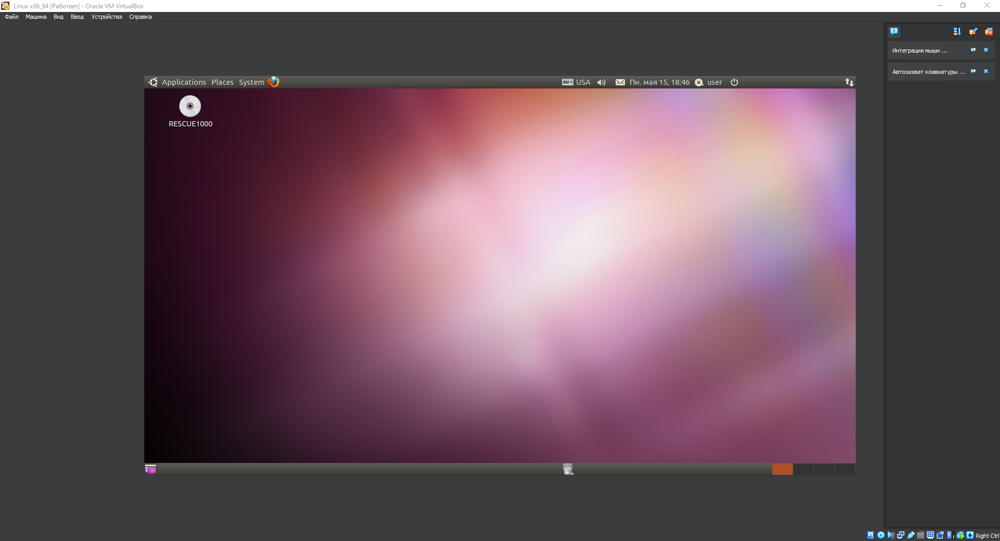 Linux x86_64 [Работает] - Oracle VM VirtualBox
Файл Машина Вид Ввод Устройства Справка
Интеграция мыши ...
Автозахват клавиатуры ...
Applications Places System USA Пн. мая 15, 18:46 user
RESCUE1000
Right Ctrl